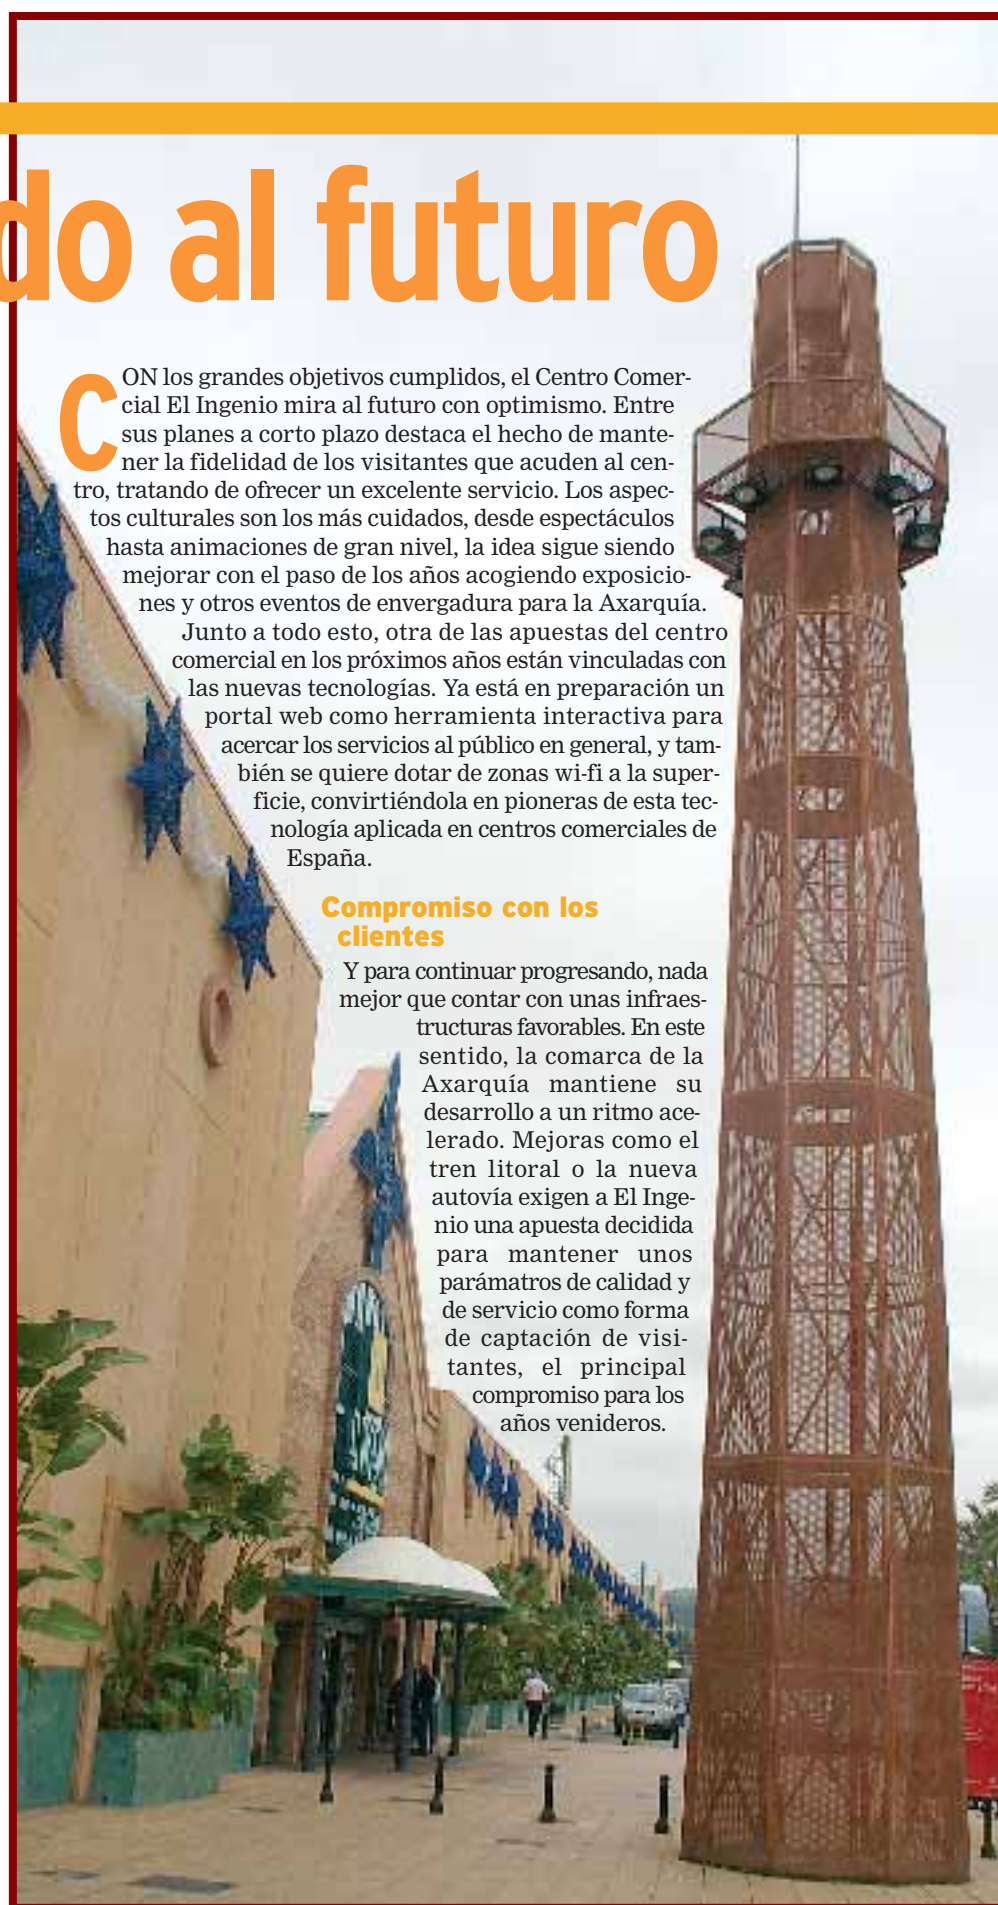 do al futuro
CON los grandes objetivos cumplidos, el Centro Comer-
cial El Ingenio mira al futuro con optimismo. Entre
sus planes a corto plazo destaca el hecho de mante-
ner la fidelidad de los visitantes que acuden al cen-
tro, tratando de ofrecer un excelente servicio. Los aspec-
tos culturales son los más cuidados, desde espectáculos
hasta animaciones de gran nivel, la idea sigue siendo
mejorar con el paso de los años acogiendo exposicio-
nes y otros eventos de envergadura para la Axarquía.
Junto a todo esto, otra de las apuestas del centro
comercial en los próximos años están vinculadas con
las nuevas tecnologías. Ya está en preparación un
portal web como herramienta interactiva para
acercar los servicios al público en general, y tam-
bién se quiere dotar de zonas wi-fi a la super-
ficie, convirtiéndola en pioneras de esta tec-
nología aplicada en centros comerciales de
España.
Compromiso con los
clientes
Y para continuar progresando, nada
mejor que contar con unas infraes-
tructuras favorables. En este
sentido, la comarca de la
Axarquía mantiene su
desarrollo a un ritmo ace-
lerado. Mejoras como el
tren litoral o la nueva
autovía exigen a El Inge-
nio una apuesta decidida
para mantener unos
parámatros de calidad y
de servicio como forma
de captación de visi-
tantes, el principal
compromiso para los
años venideros.